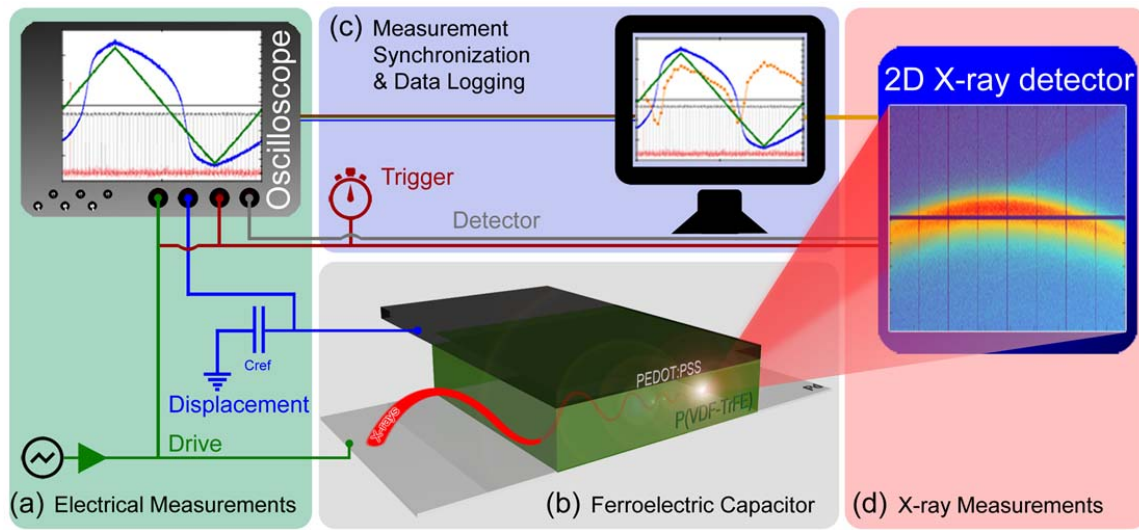 Oscilloscope
(c) Measurement
Synchronization
& Data Logging
2D X-ray detector
Trigger
Detector
Cref
Displacement
Drive
X-rays
PEDOT:PSS
P(VDF-TrFE)
Pd
(a) Electrical Measurements
(b) Ferroelectric Capacitor
(d) X-ray Measurements